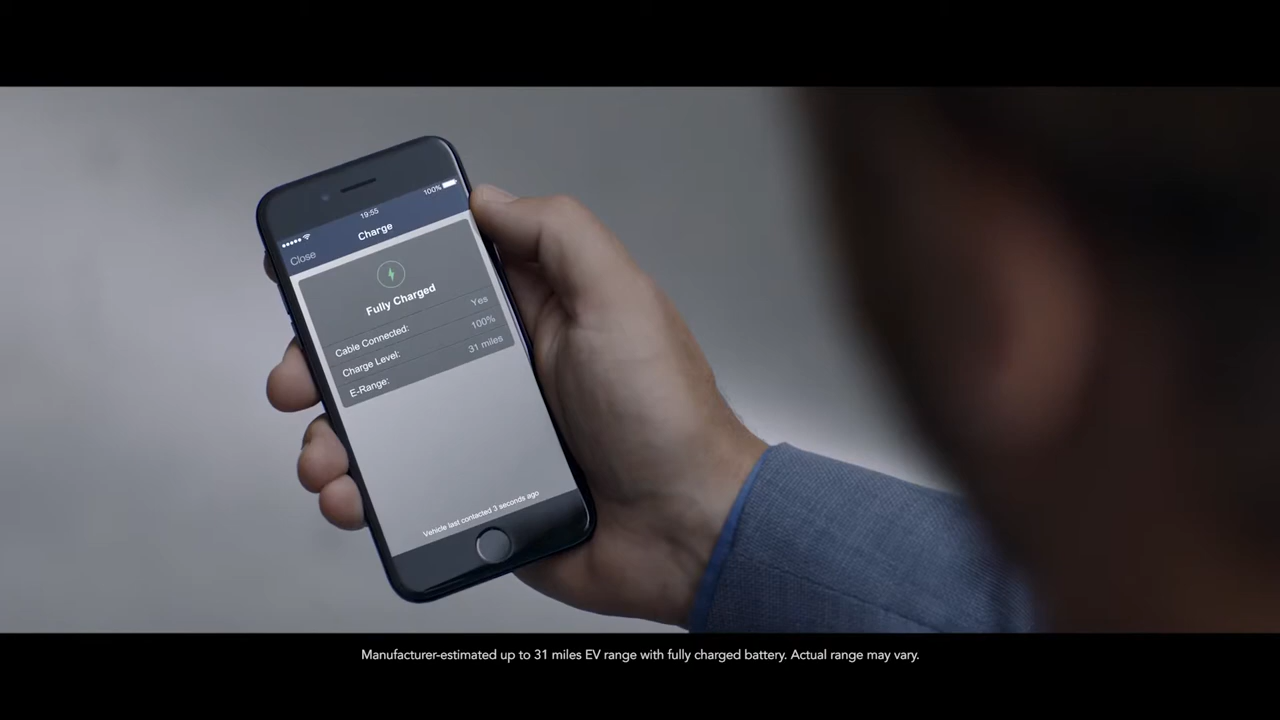 100%
19:55
Charge
Close
Fully Charged
Cable Connected: Yes
Charge Level: 100%
E-Range: 31 miles
Vehicle last contacted 3 seconds ago
Manufacturer-estimated up to 31 miles EV range with fully charged battery. Actual range may vary.